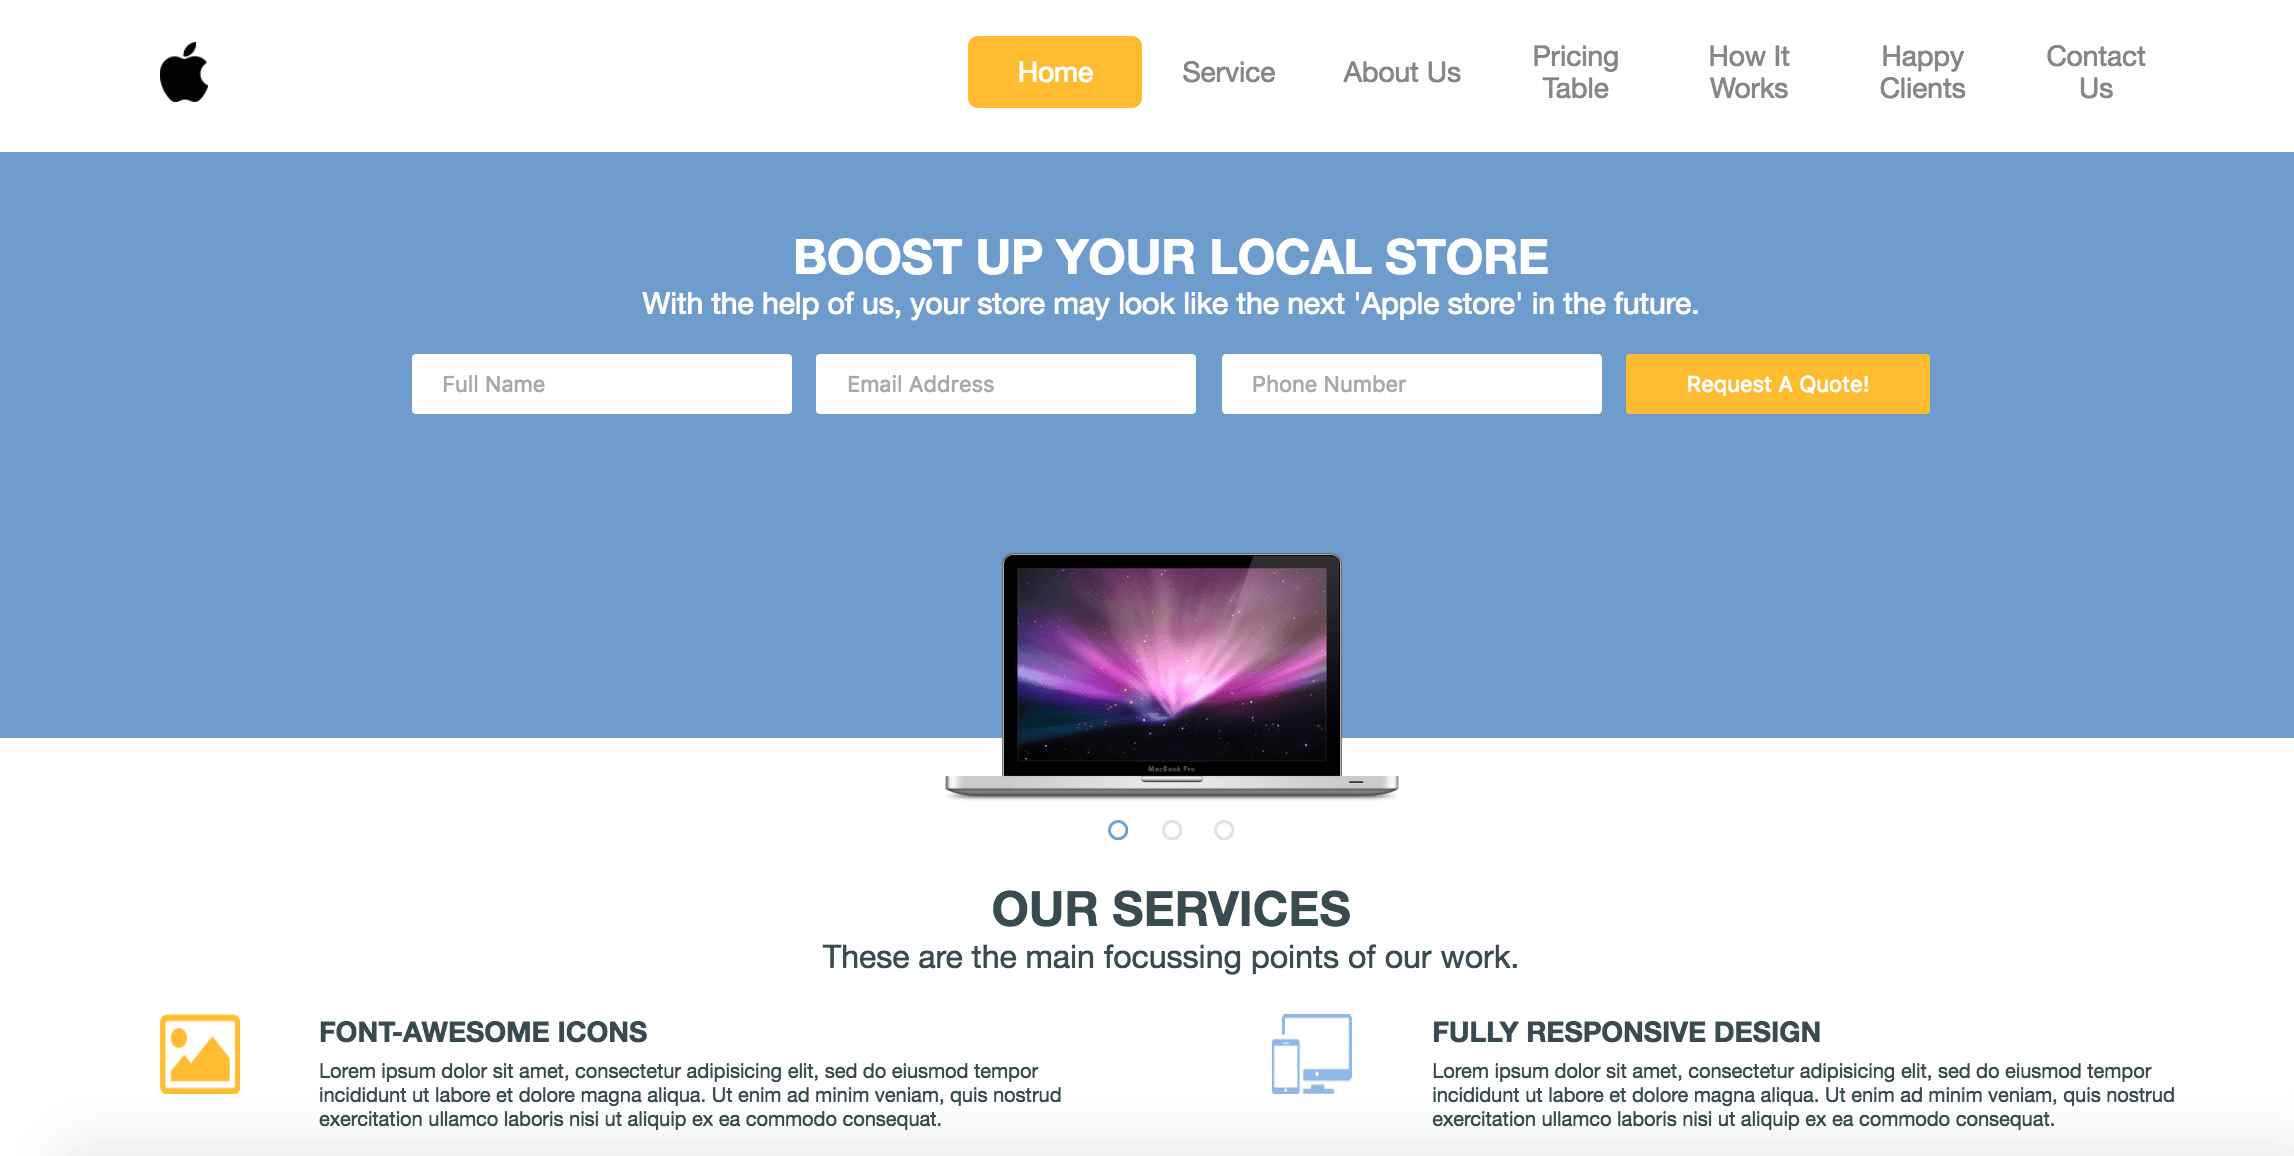 Home
Service
About Us
Pricing
Table
How It
Works
Happy
Clients
Contact
Us
BOOST UP YOUR LOCAL STORE
With the help of us, your store may look like the next 'Apple store' in the future.
Full Name
Email Address
Phone Number
Request A Quote!
MacBook Pro
OUR SERVICES
These are the main focussing points of our work.
FONT-AWESOME ICONS
Lorem ipsum dolor sit amet, consectetur adipisicing elit, sed do eiusmod tempor
incididunt ut labore et dolore magna aliqua. Ut enim ad minim veniam, quis nostrud
exercitation ullamco laboris nisi ut aliquip ex ea commodo consequat.
FULLY RESPONSIVE DESIGN
Lorem ipsum dolor sit amet, consectetur adipisicing elit, sed do eiusmod tempor
incididunt ut labore et dolore magna aliqua. Ut enim ad minim veniam, quis nostrud
exercitation ullamco laboris nisi ut aliquip ex ea commodo consequat.